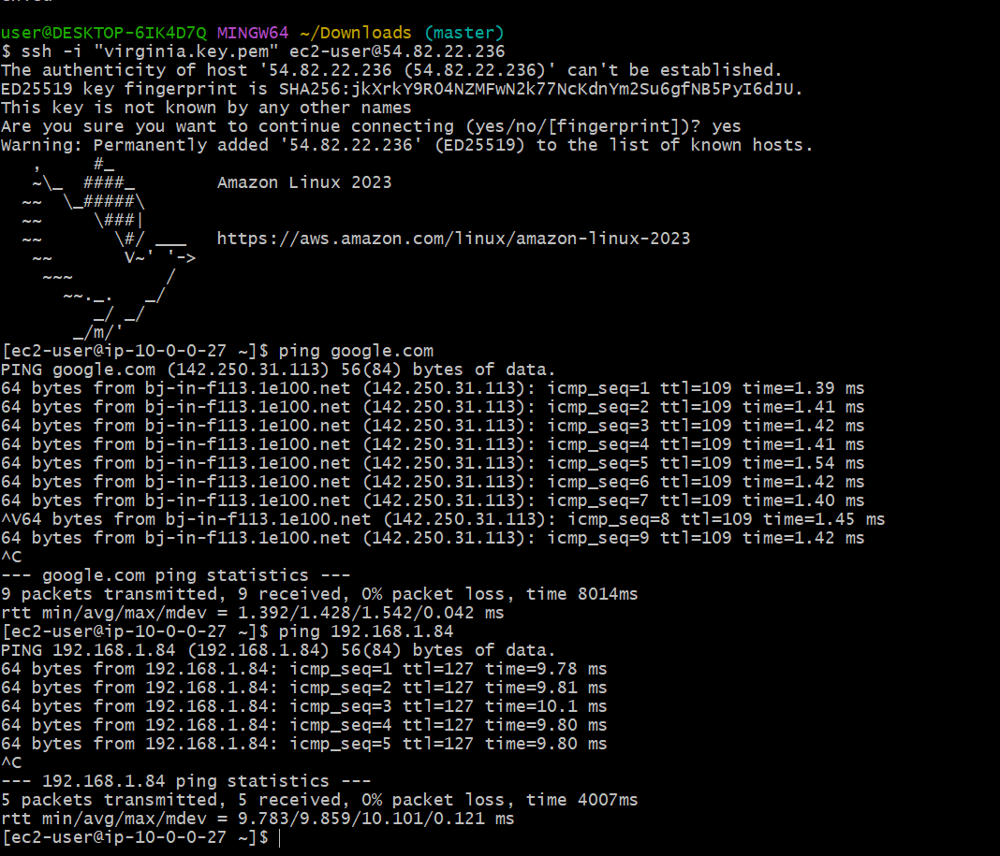 user@DESKTOP-6IK4D7Q MINGW64 ~/Downloads (master)
$ ssh -i "virginia.key.pem" ec2-user@54.82.22.236
The authenticity of host '54.82.22.236 (54.82.22.236)' can't be established.
ED25519 key fingerprint is SHA256:jkXrkY9RO4NZMFwN2k77NcKdnYm2Su6gfNB5PyI6dJU.
This key is not known by any other names
Are you sure you want to continue connecting (yes/no/[fingerprint])? yes
Warning: Permanently added '54.82.22.236' (ED25519) to the list of known hosts.
   ,     #_
   ~\_  ####_        Amazon Linux 2023
  ~~  \_#####\
  ~~     \###|
  ~~       \#/ ___   https://aws.amazon.com/linux/amazon-linux-2023
   ~~       V~' '->
    ~~~         /
      ~~._.   _/
         _/ _/
       _/m/'
[ec2-user@ip-10-0-0-27 ~]$ ping google.com
PING google.com (142.250.31.113) 56(84) bytes of data.
64 bytes from bj-in-f113.1e100.net (142.250.31.113): icmp_seq=1 ttl=109 time=1.39 ms
64 bytes from bj-in-f113.1e100.net (142.250.31.113): icmp_seq=2 ttl=109 time=1.41 ms
64 bytes from bj-in-f113.1e100.net (142.250.31.113): icmp_seq=3 ttl=109 time=1.42 ms
64 bytes from bj-in-f113.1e100.net (142.250.31.113): icmp_seq=4 ttl=109 time=1.41 ms
64 bytes from bj-in-f113.1e100.net (142.250.31.113): icmp_seq=5 ttl=109 time=1.54 ms
64 bytes from bj-in-f113.1e100.net (142.250.31.113): icmp_seq=6 ttl=109 time=1.42 ms
64 bytes from bj-in-f113.1e100.net (142.250.31.113): icmp_seq=7 ttl=109 time=1.40 ms
^V64 bytes from bj-in-f113.1e100.net (142.250.31.113): icmp_seq=8 ttl=109 time=1.45 ms
64 bytes from bj-in-f113.1e100.net (142.250.31.113): icmp_seq=9 ttl=109 time=1.42 ms
^C
--- google.com ping statistics ---
9 packets transmitted, 9 received, 0% packet loss, time 8014ms
rtt min/avg/max/mdev = 1.392/1.428/1.542/0.042 ms
[ec2-user@ip-10-0-0-27 ~]$ ping 192.168.1.84
PING 192.168.1.84 (192.168.1.84) 56(84) bytes of data.
64 bytes from 192.168.1.84: icmp_seq=1 ttl=127 time=9.78 ms
64 bytes from 192.168.1.84: icmp_seq=2 ttl=127 time=9.81 ms
64 bytes from 192.168.1.84: icmp_seq=3 ttl=127 time=10.1 ms
64 bytes from 192.168.1.84: icmp_seq=4 ttl=127 time=9.80 ms
64 bytes from 192.168.1.84: icmp_seq=5 ttl=127 time=9.80 ms
^C
--- 192.168.1.84 ping statistics ---
5 packets transmitted, 5 received, 0% packet loss, time 4007ms
rtt min/avg/max/mdev = 9.783/9.859/10.101/0.121 ms
[ec2-user@ip-10-0-0-27 ~]$